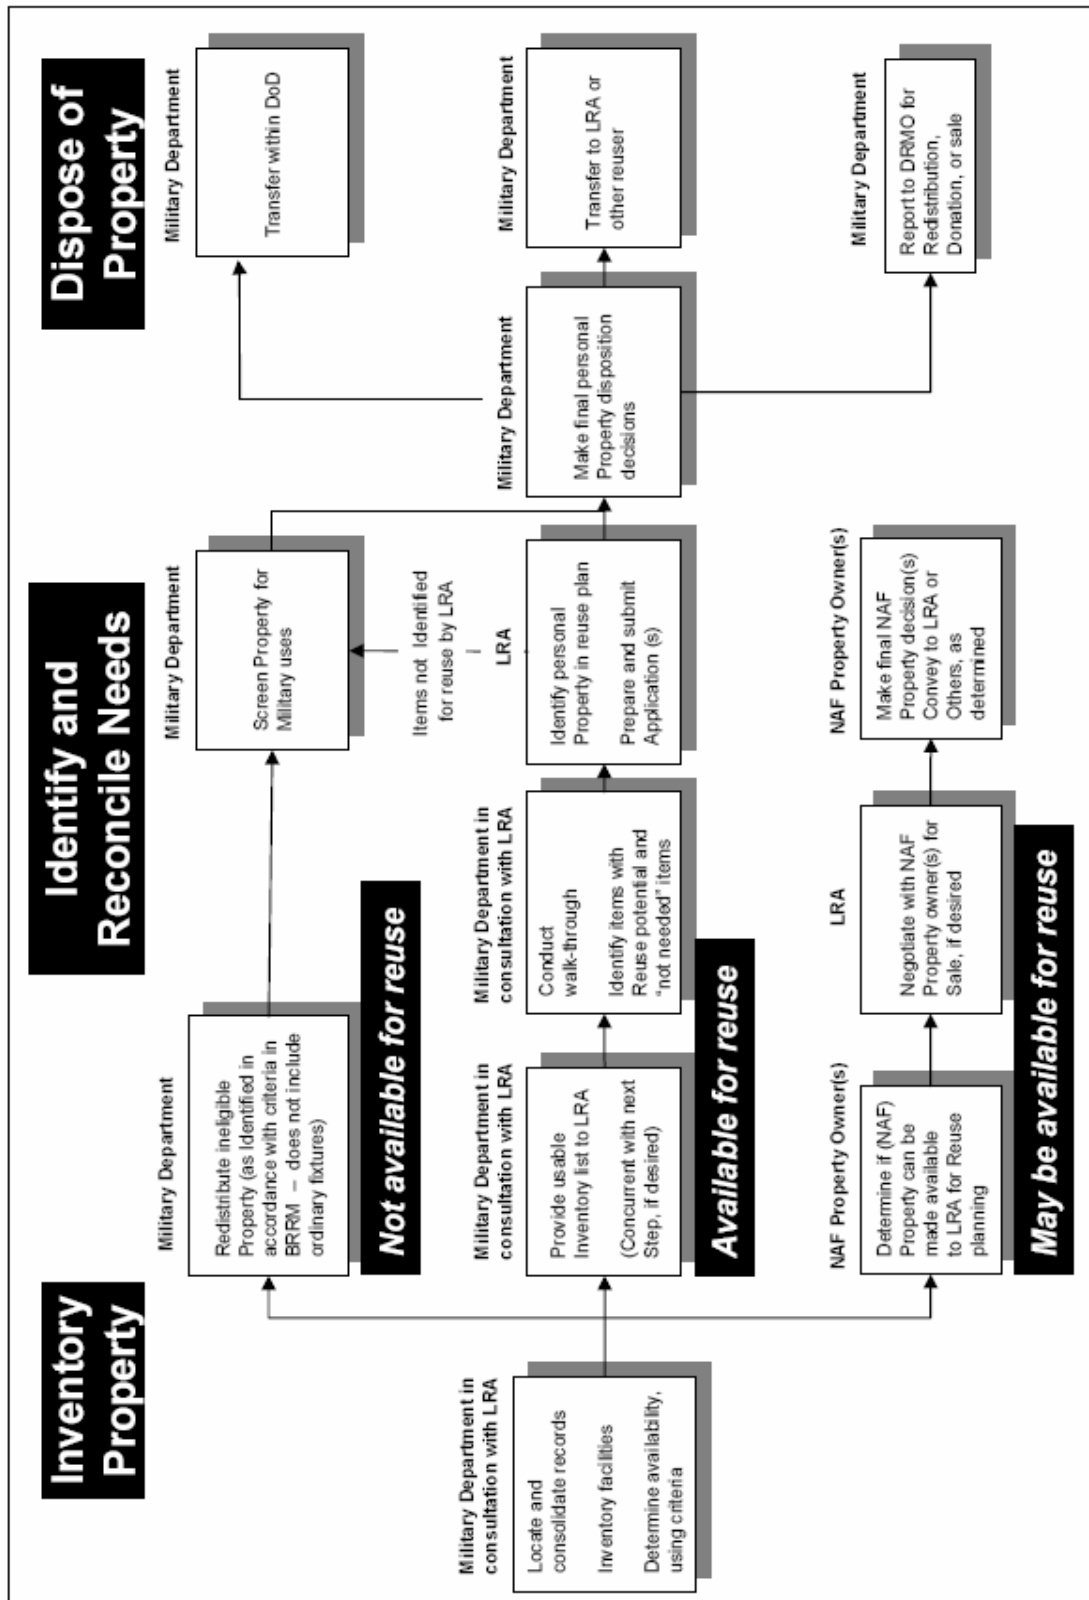 Inventory
Property
Identify and
Reconcile Needs
Dispose of
Property
Military Department in
consultation with LRA
Locate and
consolidate records
Inventory facilities
Determine availability,
using criteria
Military Department
Redistribute ineligible
Property (as Identified in
accordance with criteria in
BRRM – does not include
ordinary fixtures)
Not available for reuse
Military Department
Screen Property for
Military uses
Items not Identified
for reuse by LRA
Military Department in
consultation with LRA
Provide usable
Inventory list to LRA
(Concurrent with next
Step, if desired)
Available for reuse
Military Department in
consultation with LRA
Conduct
walk-through
Identify items with
Reuse potential and
“not needed” items
LRA
Identify personal
Property in reuse plan
Prepare and submit
Application (s)
NAF Property Owner(s)
Determine if (NAF)
Property can be
made available
to LRA for Reuse
planning
May be available for reuse
LRA
Negotiate with NAF
Property owner(s) for
Sale, if desired
NAF Property Owner(s)
Make final NAF
Property decision(s)
Convey to LRA or
Others, as
determined
Military Department
Make final personal
Property disposition
decisions
Military Department
Transfer within DoD
Military Department
Transfer to LRA or
other reuser
Military Department
Report to DRMO for
Redistribution,
Donation, or sale